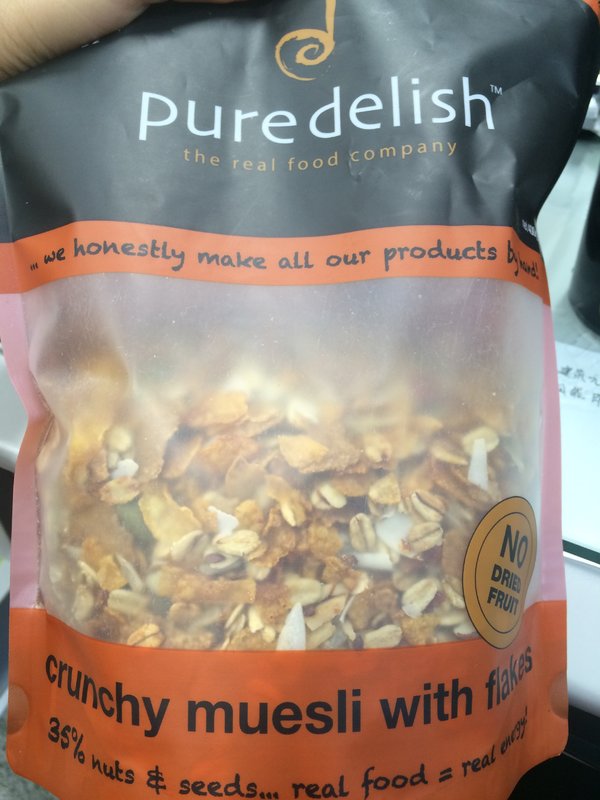 puredelish™
the real food company
... we honestly make all our products by hand!
NO
DRIED
FRUIT
crunchy muesli with flakes
35% nuts & seeds... real food = real energy!